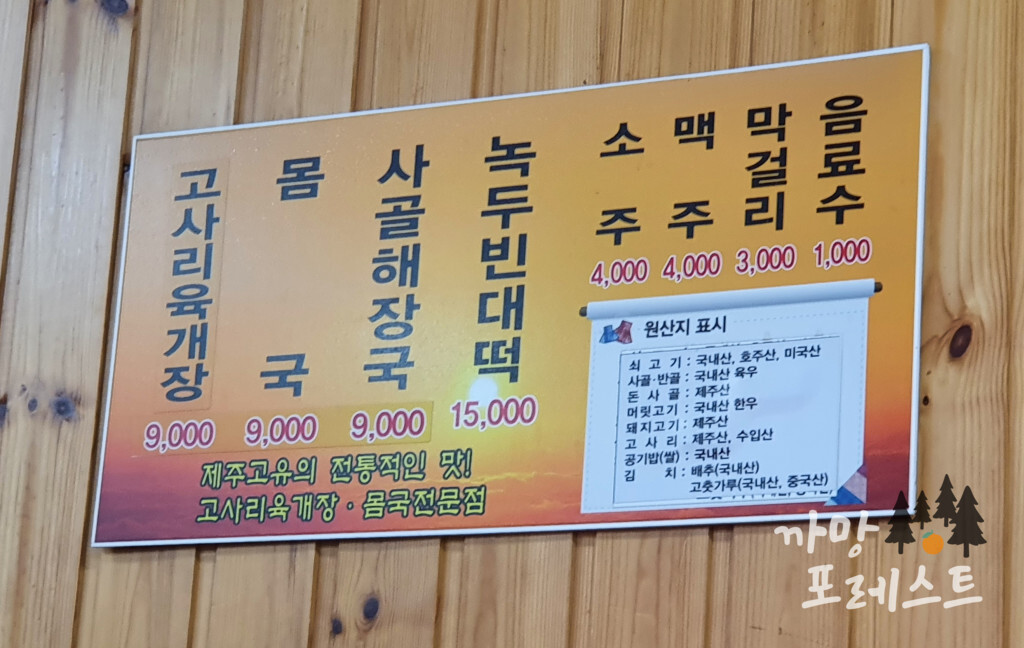 고사리육개장 9,000
몸국 9,000
사골해장국 9,000
녹두빈대떡 15,000
소주 4,000
맥주 4,000
막걸리 3,000
음료수 1,000
제주고유의 전통적인 맛!
고사리육개장 · 몸국전문점
원산지 표시
쇠고기 : 국내산, 호주산, 미국산
사골·반골 : 국내산 육우
돈사골 : 제주산
머릿고기 : 국내산 한우
돼지고기 : 제주산
고사리 : 제주산, 수입산
공기밥(쌀) : 국내산
김치 : 배추(국내산)
고춧가루(국내산, 중국산)
까망
포레스트